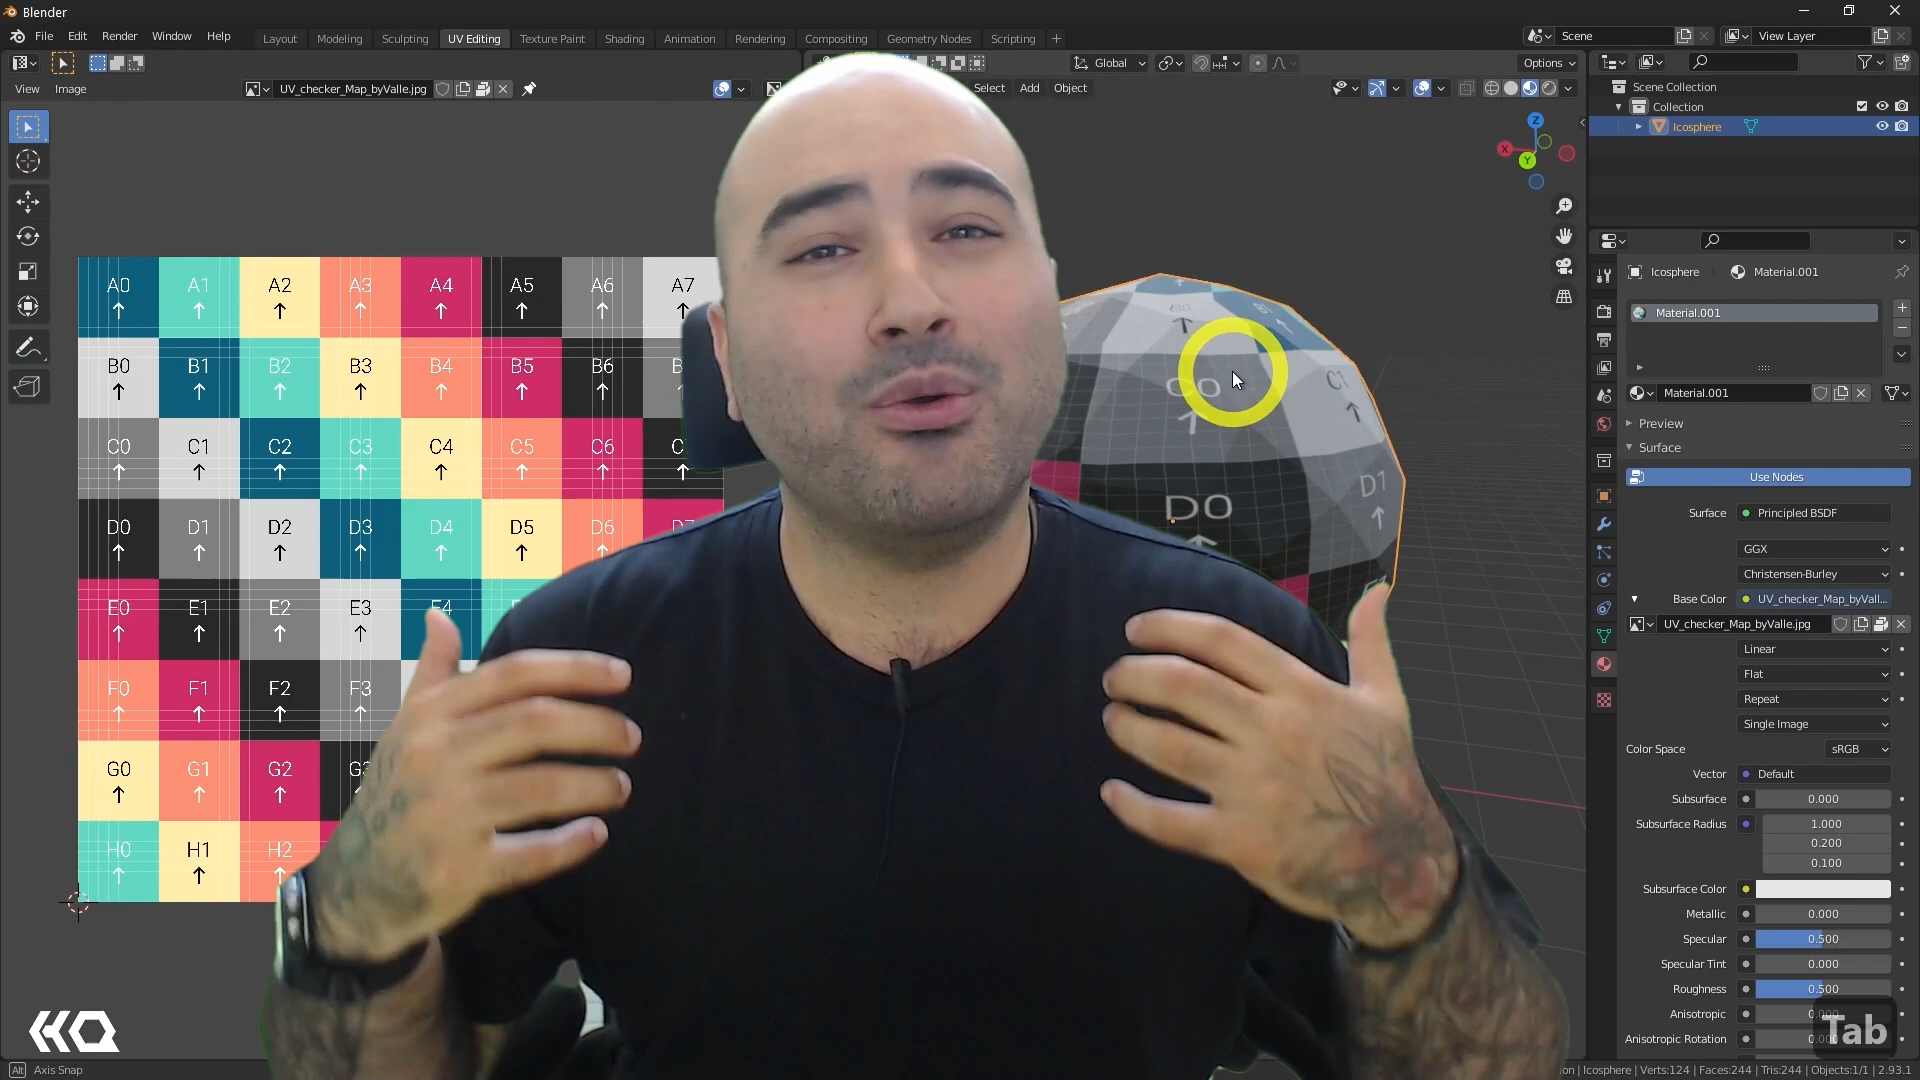 Blender
File Edit Render Window Help
Layout Modeling Sculpting UV Editing Texture Paint Shading Animation Rendering Compositing Geometry Nodes Scripting +
Scene View Layer
Global Options
View Image
UV_checker_Map_byValle.jpg
Select Add Object
Scene Collection
Collection
Icosphere
Z
X
Y
Icosphere Material.001
Material.001
Material.001
Preview
Surface
Use Nodes
Surface Principled BSDF
GGX
Christensen-Burley
Base Color UV_checker_Map_byVall...
UV_checker_Map_byValle.jpg
Linear
Flat
Repeat
Single Image
Color Space sRGB
Vector Default
Subsurface 0.000
Subsurface Radius 1.000
0.200
0.100
Subsurface Color
Metallic 0.000
Specular 0.500
Specular Tint 0.000
Roughness 0.500
Anisotropic
Anisotropic Rotation
A0 A1 A2 A3 A4 A5 A6 A7
B0 B1 B2 B3 B4 B5 B6
C0 C1 C2 C3 C4 C5 C6
D0 D1 D2 D3 D4 D5 D6 D7
E0 E1 E2 E3 E4
F0 F1 F2 F3
G0 G1 G2 G3
H0 H1 H2
B0
C0 C1
D0 D1
HQ
Tab
Alt Axis Snap
Icosphere | Verts:124 | Faces:244 | Tris:244 | Objects:1/1 | 2.93.1